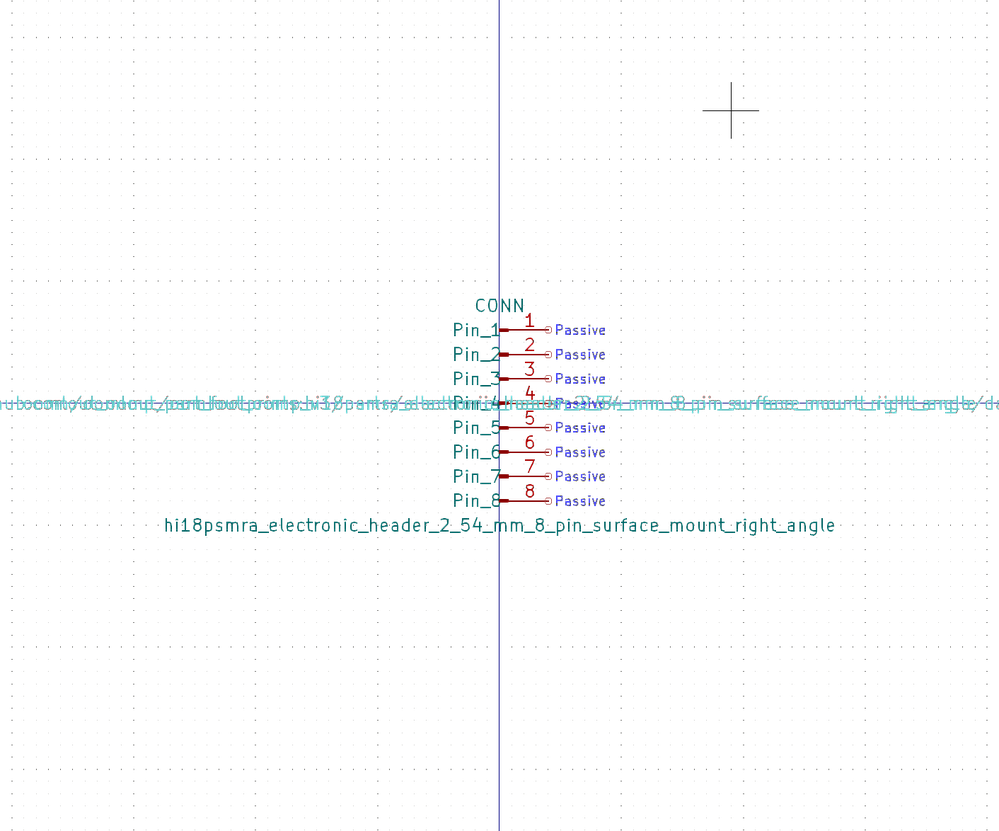 CONN
Pin_1 1 Passive
Pin_2 2 Passive
Pin_3 3 Passive
4 Passive
Pin_5 5 Passive
Pin_6 6 Passive
Pin_7 7 Passive
Pin_8 8 Passive
hi18psmra_electronic_header_2_54_mm_8_pin_surface_mount_right_angle